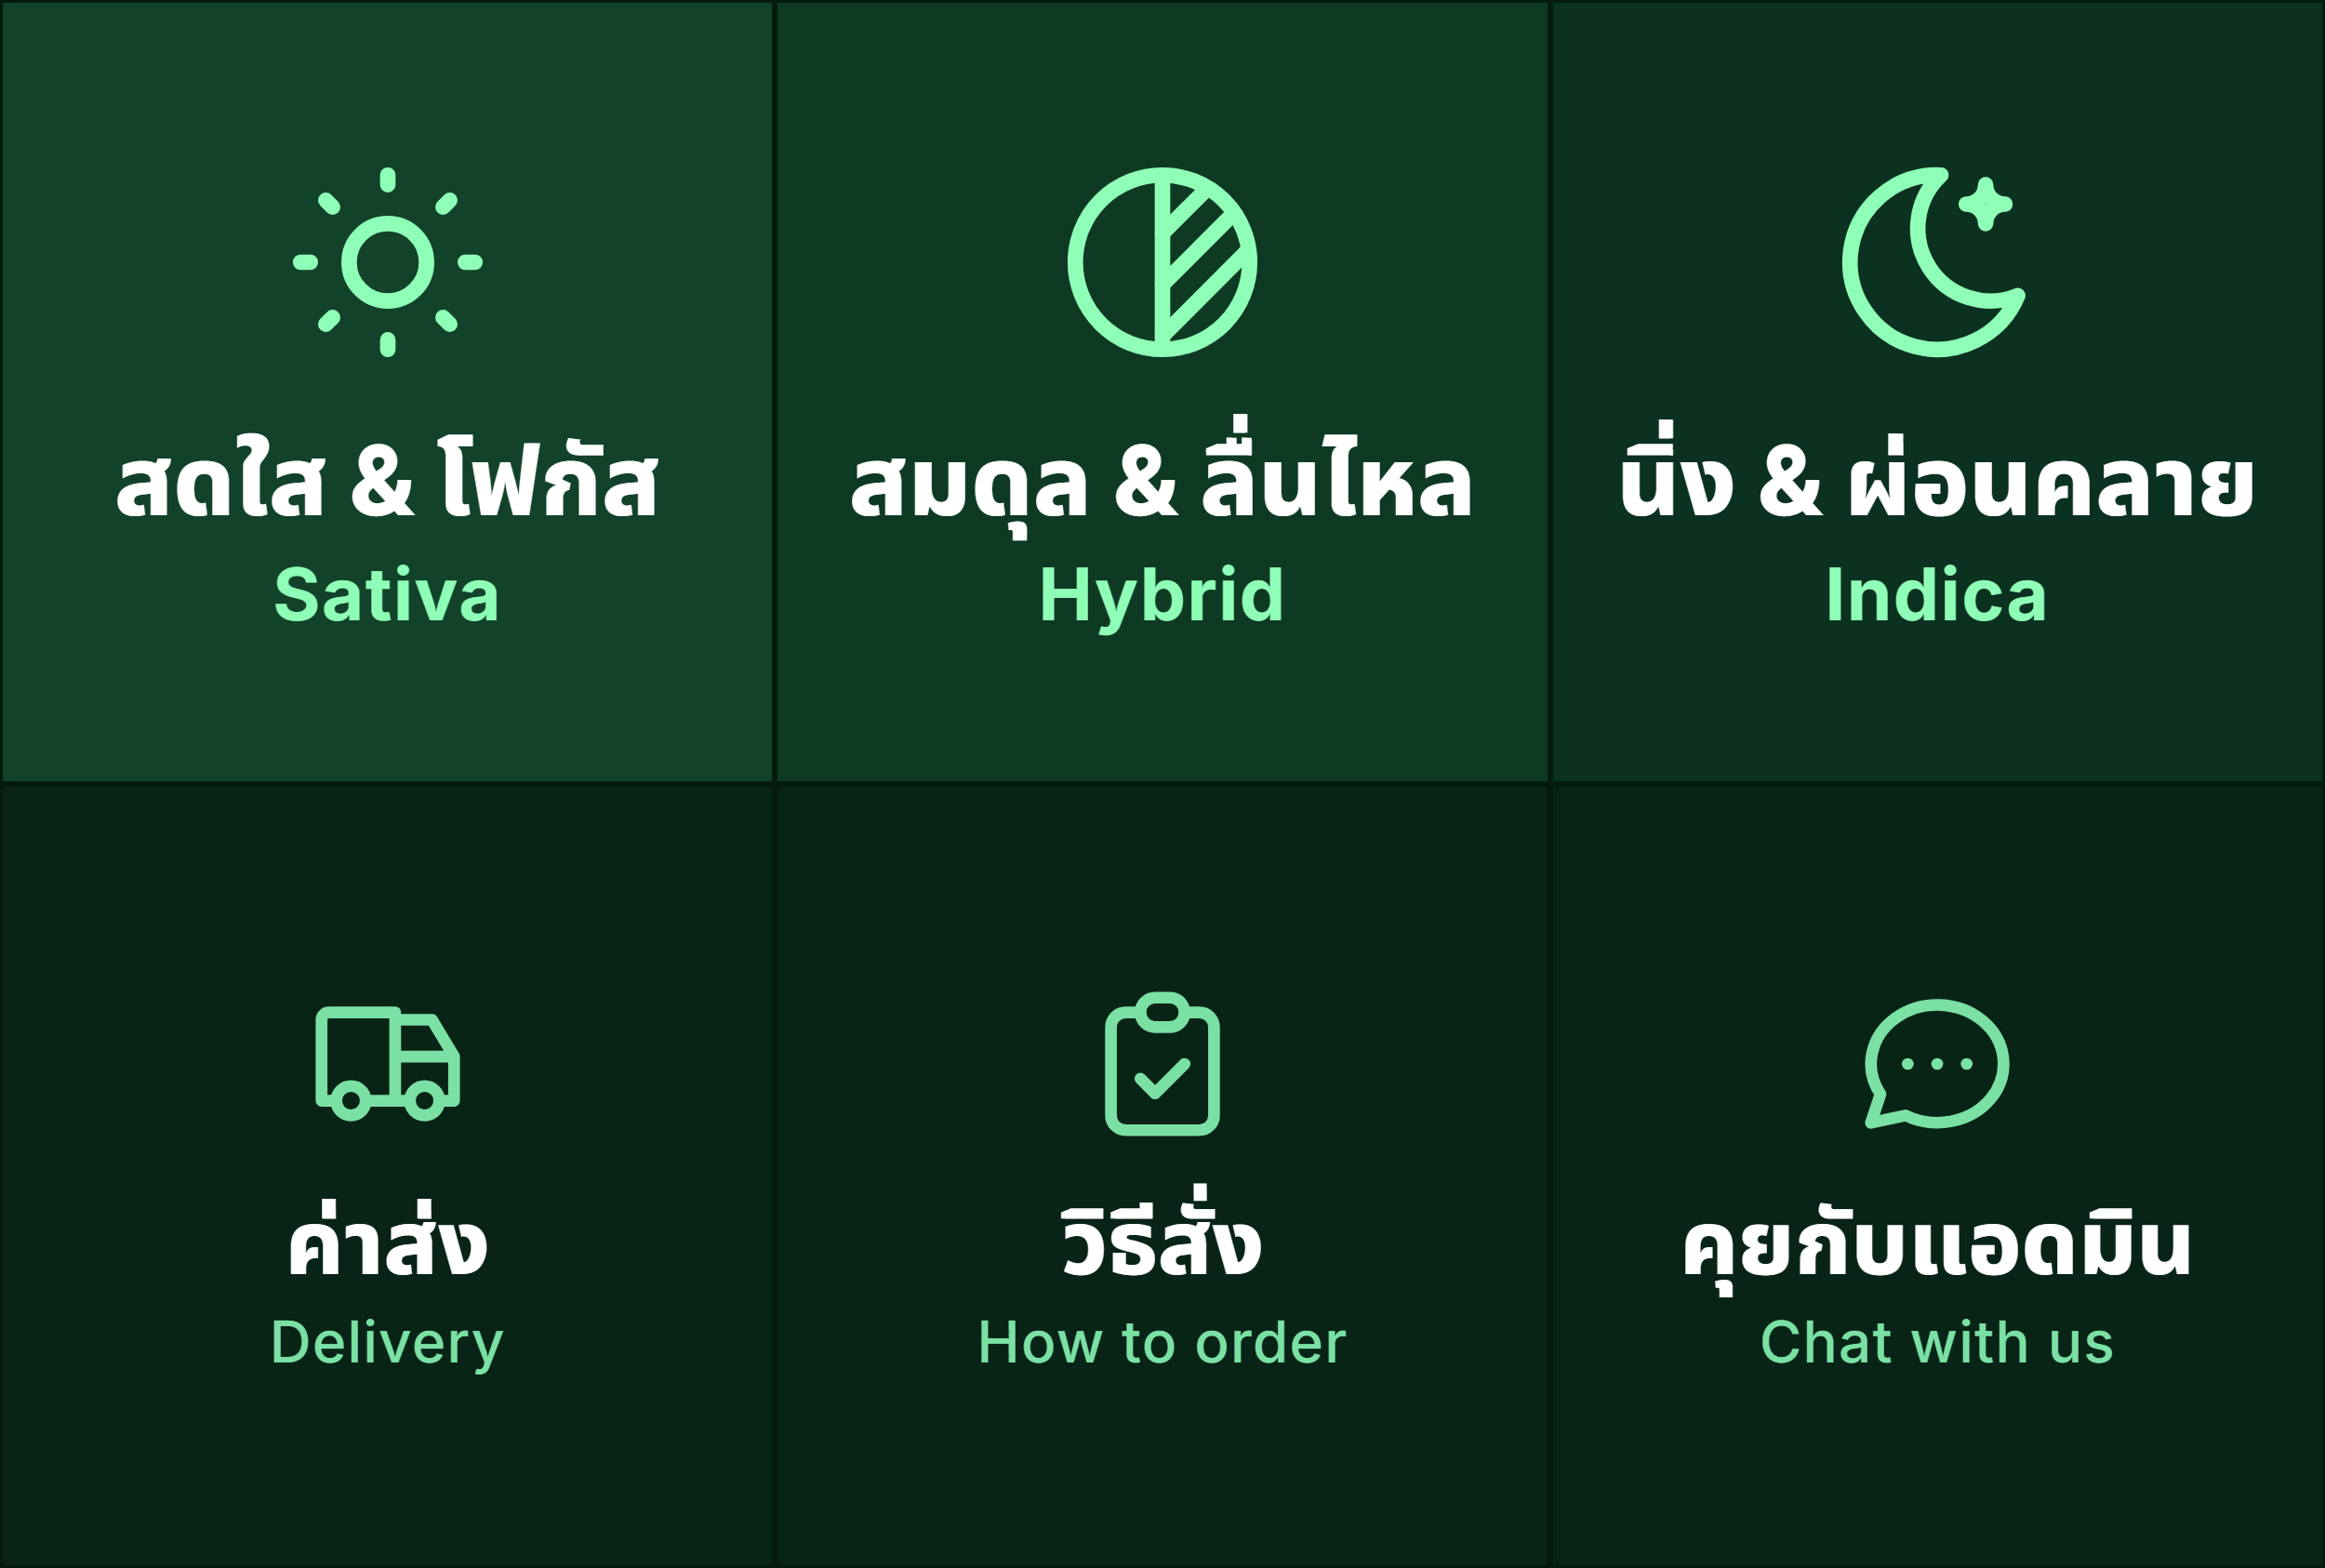 สดใส & โฟกัส
Sativa
สมดุล & ลื่นไหล
Hybrid
นิ่ง & ผ่อนคลาย
Indica
ค่าส่ง
Delivery
วิธีสั่ง
How to order
คุยกับแอดมิน
Chat with us